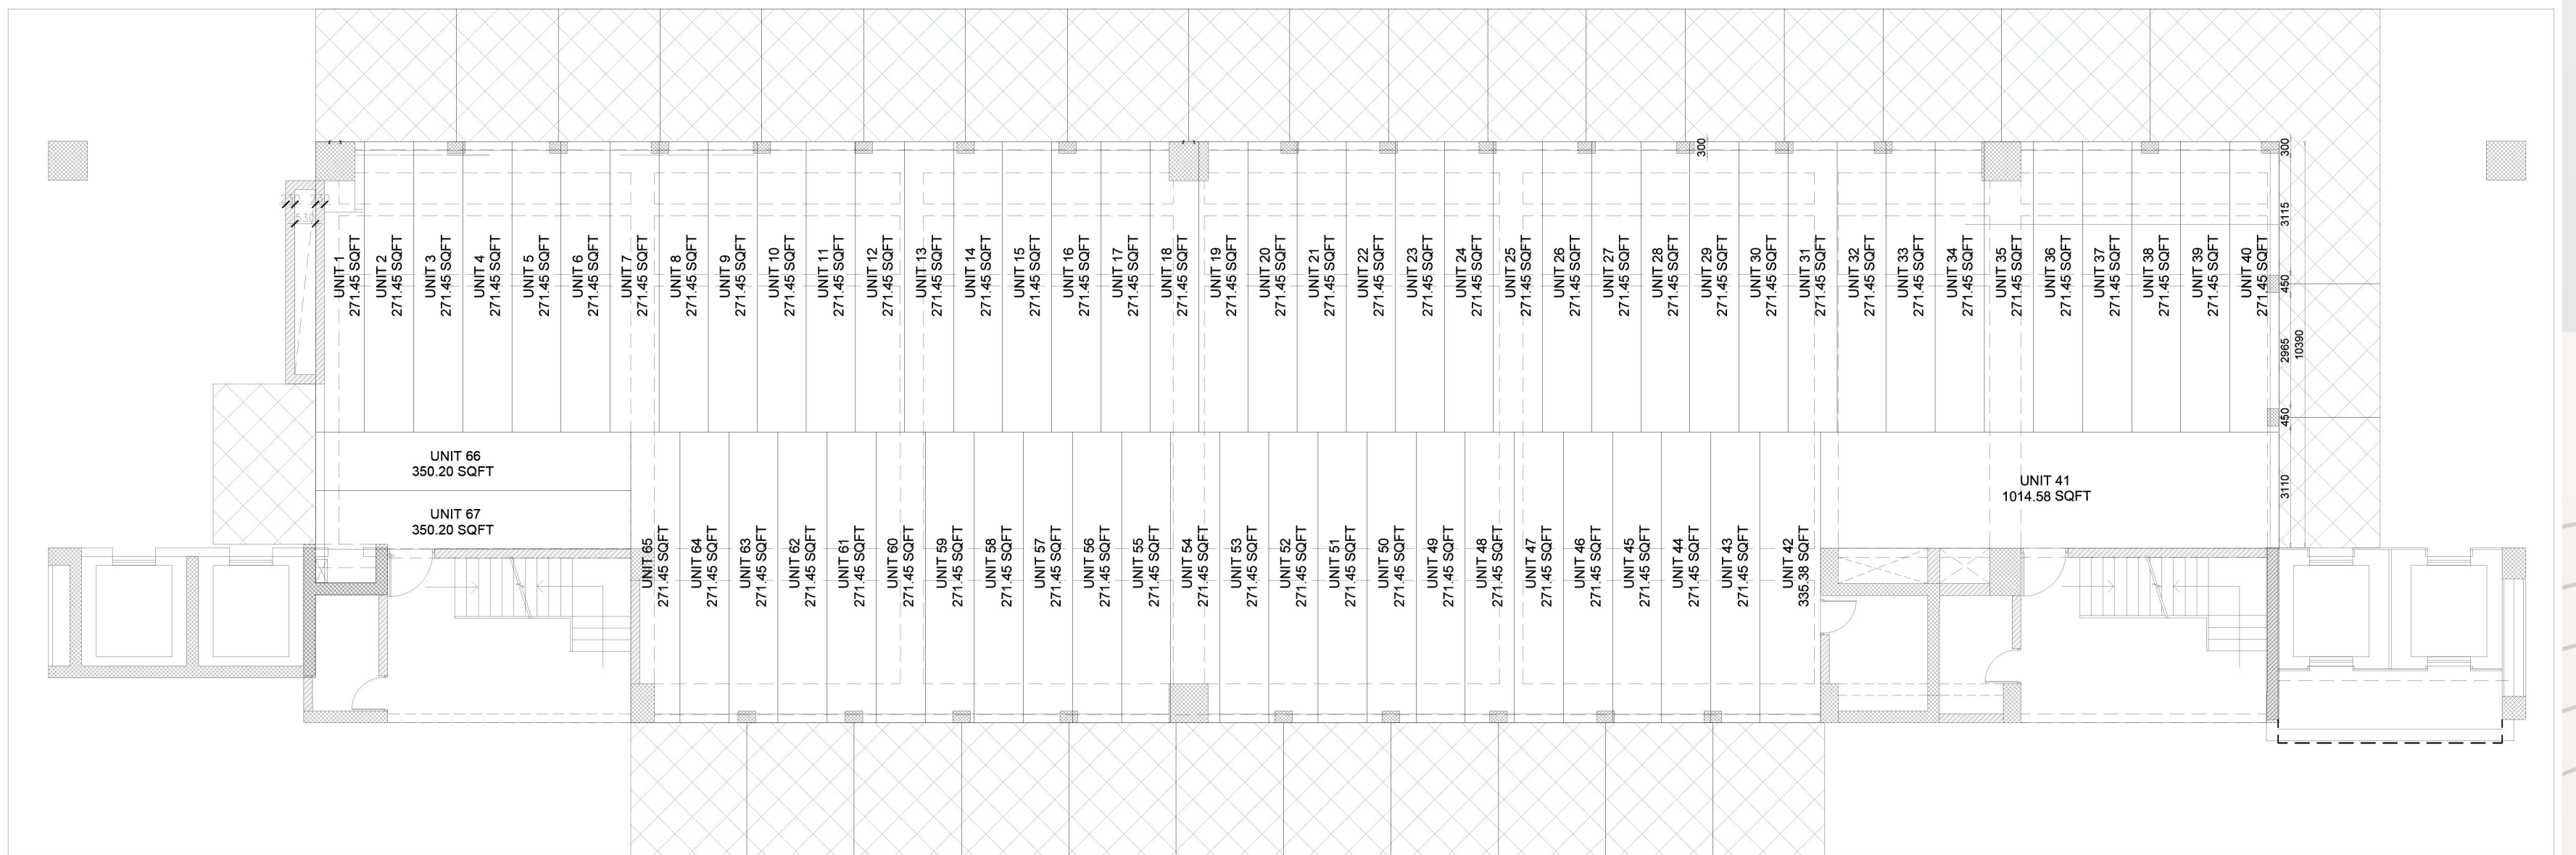 UNIT 1
271.45 SQFT
UNIT 2
271.45 SQFT
UNIT 3
271.45 SQFT
UNIT 4
271.45 SQFT
UNIT 5
271.45 SQFT
UNIT 6
271.45 SQFT
UNIT 7
271.45 SQFT
UNIT 8
271.45 SQFT
UNIT 9
271.45 SQFT
UNIT 10
271.45 SQFT
UNIT 11
271.45 SQFT
UNIT 12
271.45 SQFT
UNIT 13
271.45 SQFT
UNIT 14
271.45 SQFT
UNIT 15
271.45 SQFT
UNIT 16
271.45 SQFT
UNIT 17
271.45 SQFT
UNIT 18
271.45 SQFT
UNIT 19
271.45 SQFT
UNIT 20
271.45 SQFT
UNIT 21
271.45 SQFT
UNIT 22
271.45 SQFT
UNIT 23
271.45 SQFT
UNIT 24
271.45 SQFT
UNIT 25
271.45 SQFT
UNIT 26
271.45 SQFT
UNIT 27
271.45 SQFT
UNIT 28
271.45 SQFT
UNIT 29
271.45 SQFT
UNIT 30
271.45 SQFT
UNIT 31
271.45 SQFT
UNIT 32
271.45 SQFT
UNIT 33
271.45 SQFT
UNIT 34
271.45 SQFT
UNIT 35
271.45 SQFT
UNIT 36
271.45 SQFT
UNIT 37
271.45 SQFT
UNIT 38
271.45 SQFT
UNIT 39
271.45 SQFT
UNIT 40
271.45 SQFT
300
300
3115
450
2965
10390
450
3110
530
UNIT 66
350.20 SQFT
UNIT 67
350.20 SQFT
UNIT 41
1014.58 SQFT
UNIT 65
271.45 SQFT
UNIT 64
271.45 SQFT
UNIT 63
271.45 SQFT
UNIT 62
271.45 SQFT
UNIT 61
271.45 SQFT
UNIT 60
271.45 SQFT
UNIT 59
271.45 SQFT
UNIT 58
271.45 SQFT
UNIT 57
271.45 SQFT
UNIT 56
271.45 SQFT
UNIT 55
271.45 SQFT
UNIT 54
271.45 SQFT
UNIT 53
271.45 SQFT
UNIT 52
271.45 SQFT
UNIT 51
271.45 SQFT
UNIT 50
271.45 SQFT
UNIT 49
271.45 SQFT
UNIT 48
271.45 SQFT
UNIT 47
271.45 SQFT
UNIT 46
271.45 SQFT
UNIT 45
271.45 SQFT
UNIT 44
271.45 SQFT
UNIT 43
271.45 SQFT
UNIT 42
335.38 SQFT